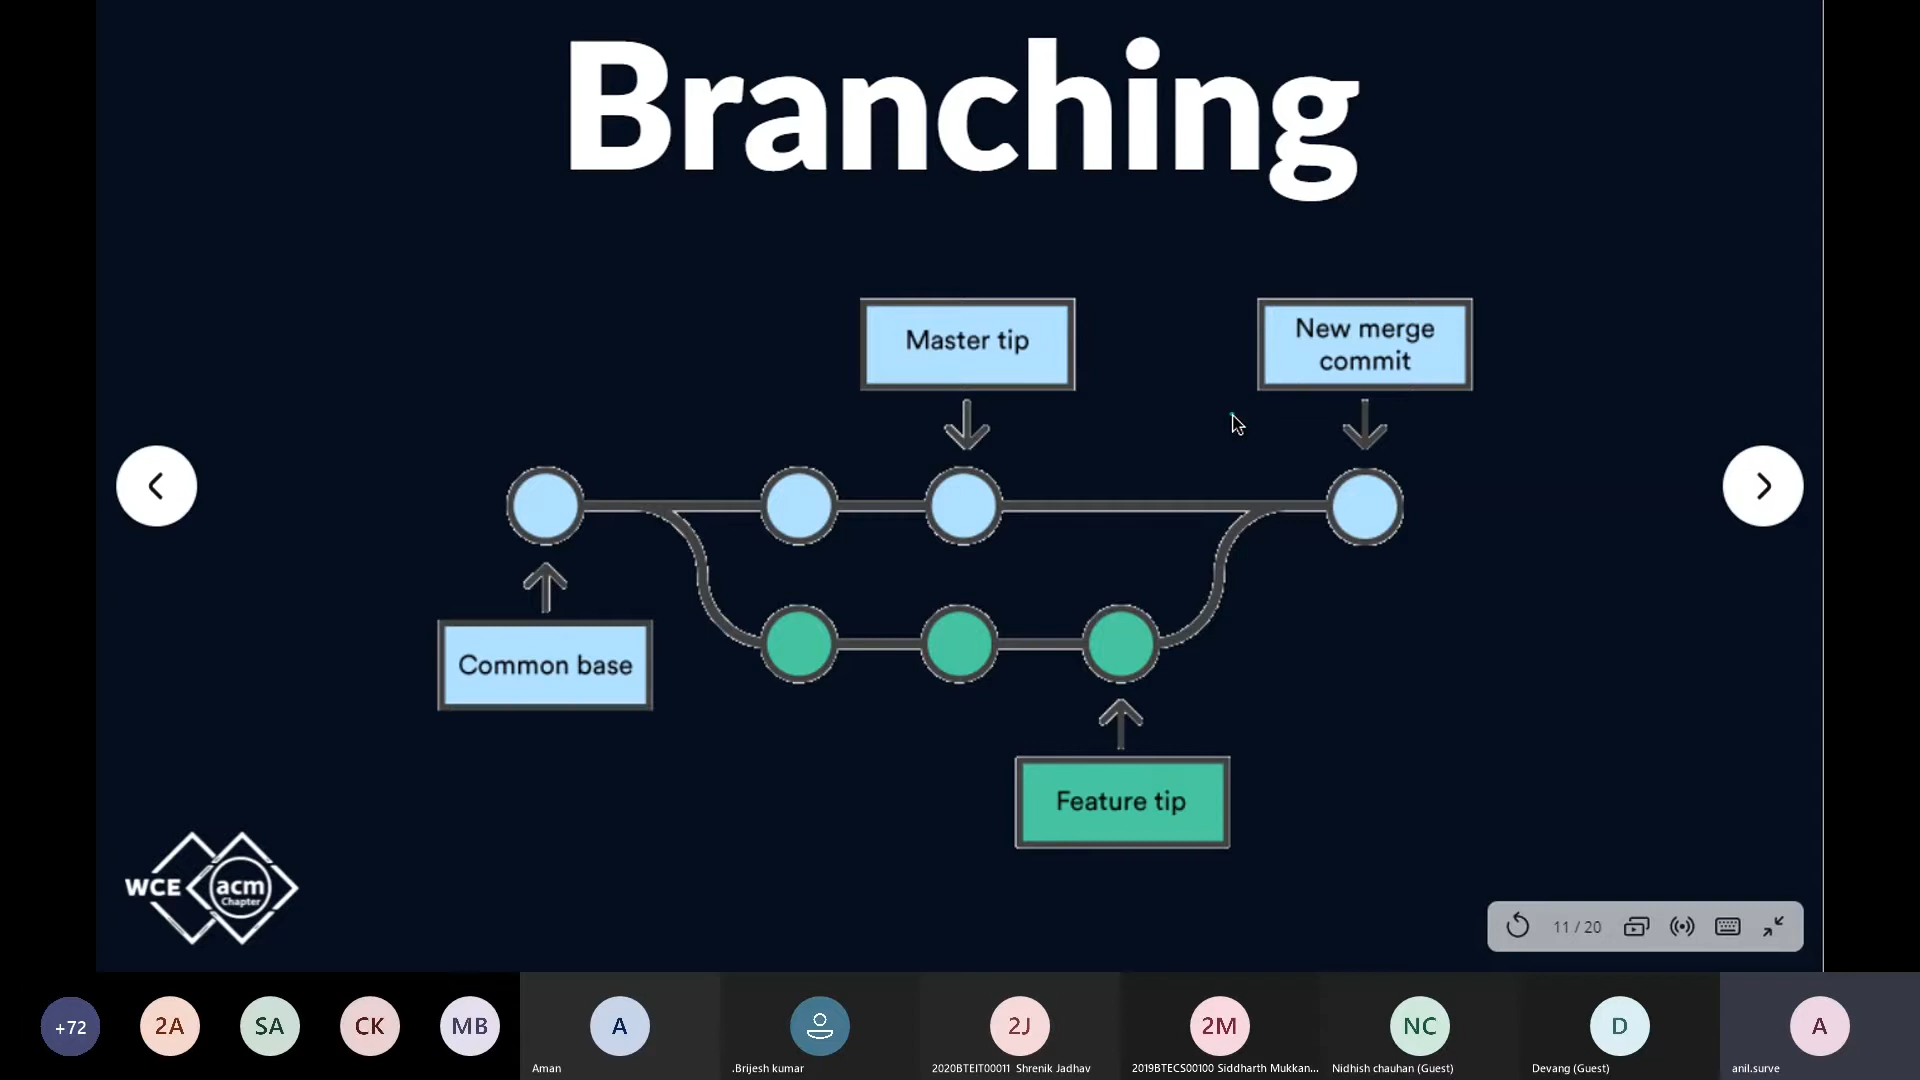 Branching
Master tip
New merge
commit
Common base
Feature tip
WCE
acm
Chapter
11 / 20
+72
2A
SA
CK
MB
A
2J
2M
NC
D
A
Aman
.Brijesh kumar
2020BTEIT00011 Shrenik Jadhav
2019BTECS00100 Siddharth Mukkan...
Nidhish chauhan (Guest)
Devang (Guest)
anil.surve